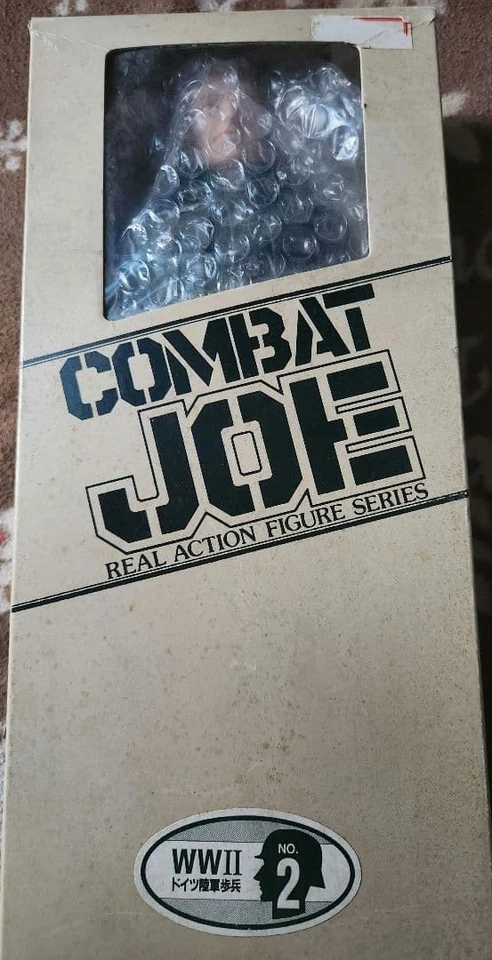 COMBAT
JOE
REAL ACTION FIGURE SERIES
WWII
ドイツ陸軍歩兵
NO.
2